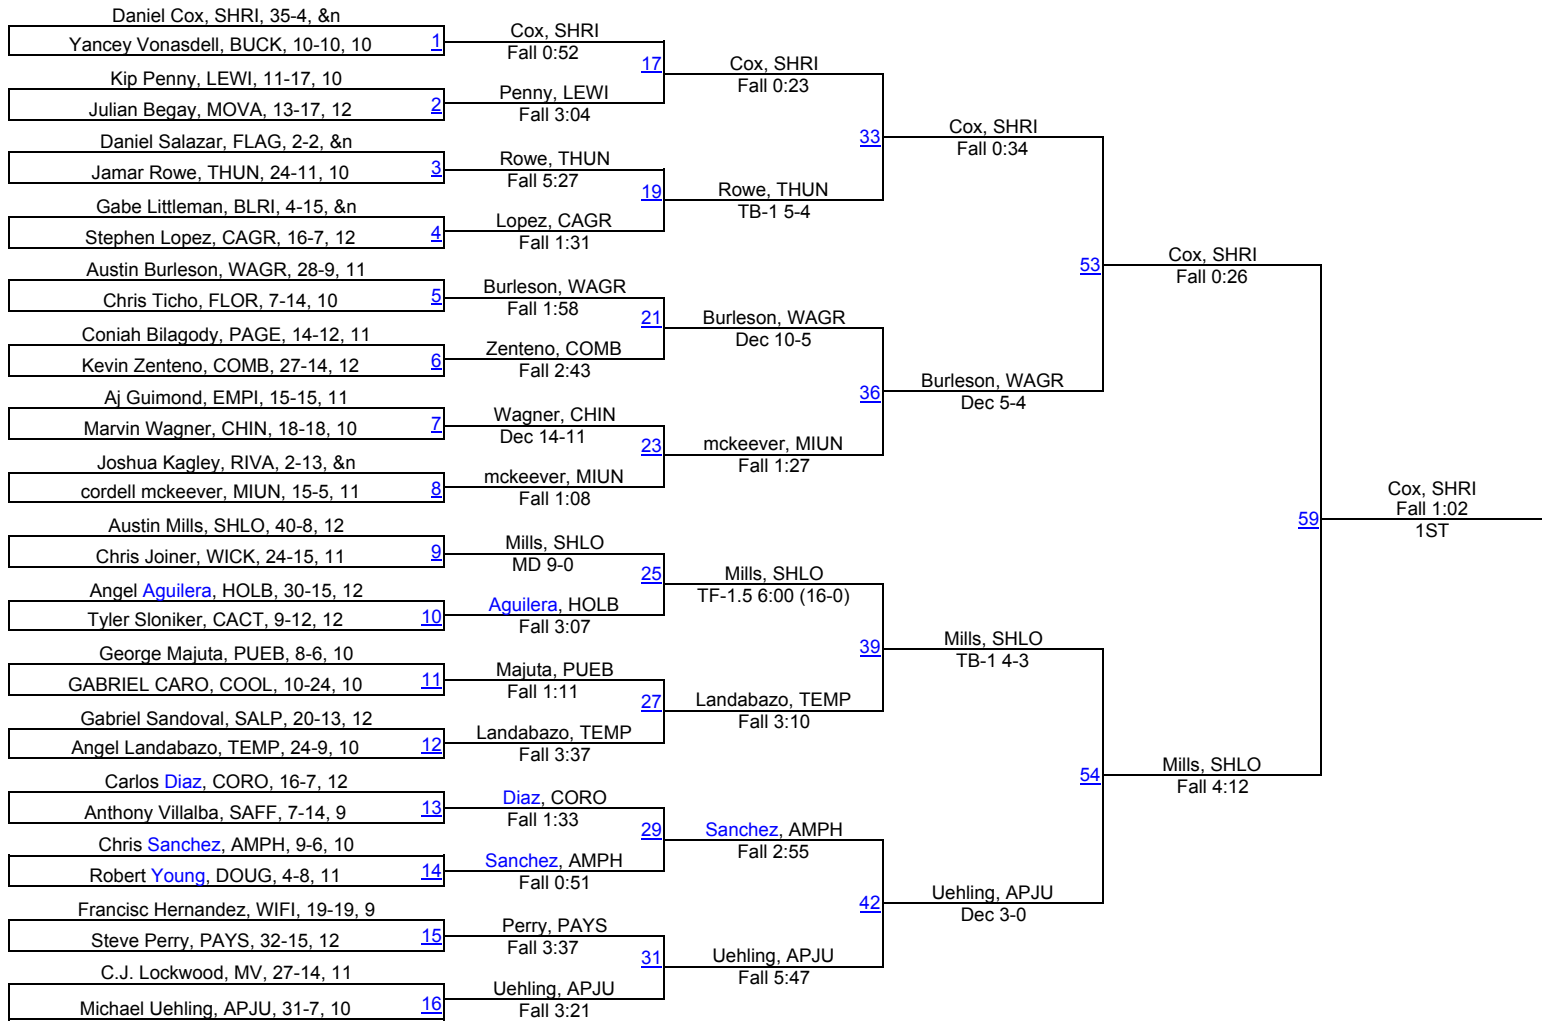 Daniel Cox, SHRI, 35-4, &n
Yancey Vonasdell, BUCK, 10-10, 10
1
Kip Penny, LEWI, 11-17, 10
Julian Begay, MOVA, 13-17, 12
2
Daniel Salazar, FLAG, 2-2, &n
Jamar Rowe, THUN, 24-11, 10
3
Gabe Littleman, BLRI, 4-15, &n
Stephen Lopez, CAGR, 16-7, 12
4
Austin Burleson, WAGR, 28-9, 11
Chris Ticho, FLOR, 7-14, 10
5
Coniah Bilagody, PAGE, 14-12, 11
Kevin Zenteno, COMB, 27-14, 12
6
Aj Guimond, EMPI, 15-15, 11
Marvin Wagner, CHIN, 18-18, 10
7
Joshua Kagley, RIVA, 2-13, &n
cordell mckeever, MIUN, 15-5, 11
8
Austin Mills, SHLO, 40-8, 12
Chris Joiner, WICK, 24-15, 11
9
Angel Aguilera, HOLB, 30-15, 12
Tyler Sloniker, CACT, 9-12, 12
10
George Majuta, PUEB, 8-6, 10
GABRIEL CARO, COOL, 10-24, 10
11
Gabriel Sandoval, SALP, 20-13, 12
Angel Landabazo, TEMP, 24-9, 10
12
Carlos Diaz, CORO, 16-7, 12
Anthony Villalba, SAFF, 7-14, 9
13
Chris Sanchez, AMPH, 9-6, 10
Robert Young, DOUG, 4-8, 11
14
Francisc Hernandez, WIFI, 19-19, 9
Steve Perry, PAYS, 32-15, 12
15
C.J. Lockwood, MV, 27-14, 11
Michael Uehling, APJU, 31-7, 10
16
Cox, SHRI
Fall 0:52
17
Penny, LEWI
Fall 3:04
Rowe, THUN
Fall 5:27
19
Lopez, CAGR
Fall 1:31
Burleson, WAGR
Fall 1:58
21
Zenteno, COMB
Fall 2:43
Wagner, CHIN
Dec 14-11
23
mckeever, MIUN
Fall 1:08
Mills, SHLO
MD 9-0
25
Aguilera, HOLB
Fall 3:07
Majuta, PUEB
Fall 1:11
27
Landabazo, TEMP
Fall 3:37
Diaz, CORO
Fall 1:33
29
Sanchez, AMPH
Fall 0:51
Perry, PAYS
Fall 3:37
31
Uehling, APJU
Fall 3:21
Cox, SHRI
Fall 0:23
33
Rowe, THUN
TB-1 5-4
Burleson, WAGR
Dec 10-5
36
mckeever, MIUN
Fall 1:27
Mills, SHLO
TF-1.5 6:00 (16-0)
39
Landabazo, TEMP
Fall 3:10
Sanchez, AMPH
Fall 2:55
42
Uehling, APJU
Fall 5:47
Cox, SHRI
Fall 0:34
53
Burleson, WAGR
Dec 5-4
Mills, SHLO
TB-1 4-3
54
Uehling, APJU
Dec 3-0
Cox, SHRI
Fall 0:26
59
Mills, SHLO
Fall 4:12
Cox, SHRI
Fall 1:02
1ST